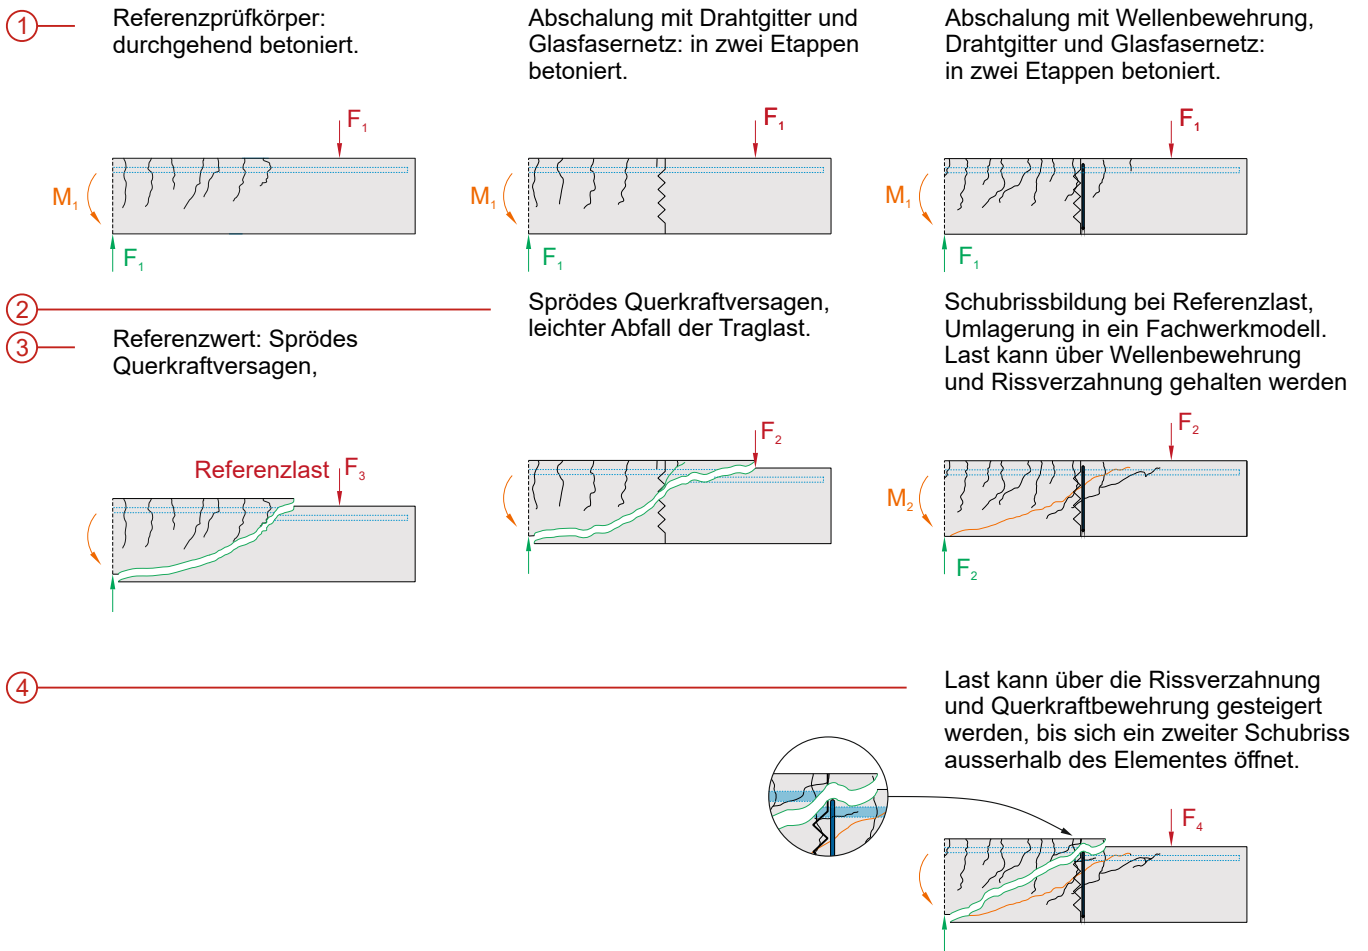 1
Referenzprüfkörper:
durchgehend betoniert.
Abschalung mit Drahtgitter und
Glasfasernetz: in zwei Etappen
betoniert.
Abschalung mit Wellenbewehrung,
Drahtgitter und Glasfasernetz:
in zwei Etappen betoniert.
F₁
M₁
F₁
F₁
M₁
F₁
F₁
M₁
F₁
2
Sprödes Querkraftversagen,
leichter Abfall der Traglast.
Schubrissbildung bei Referenzlast,
Umlagerung in ein Fachwerkmodell.
Last kann über Wellenbewehrung
und Rissverzahnung gehalten werden
3
Referenzwert: Sprödes
Querkraftversagen,
Referenzlast F₃
F₂
F₂
M₂
F₂
4
Last kann über die Rissverzahnung
und Querkraftbewehrung gesteigert
werden, bis sich ein zweiter Schubriss
ausserhalb des Elementes öffnet.
F₄